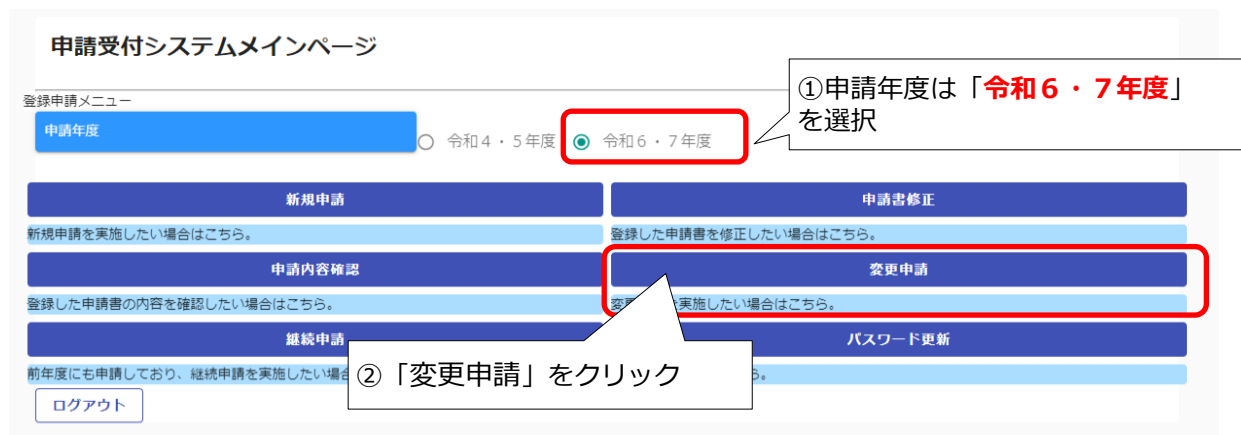 申請受付システムメインページ
①申請年度は「令和６・７年度」
を選択
登録申請メニュー
申請年度
令和４・５年度
令和６・７年度
新規申請
申請書修正
新規申請を実施したい場合はこちら。
登録した申請書を修正したい場合はこちら。
申請内容確認
変更申請
登録した申請書の内容を確認したい場合はこちら。
変更 実施したい場合はこちら。
継続申請
パスワード更新
②「変更申請」をクリック
前年度にも申請しており、継続申請を実施したい場合
ログアウト